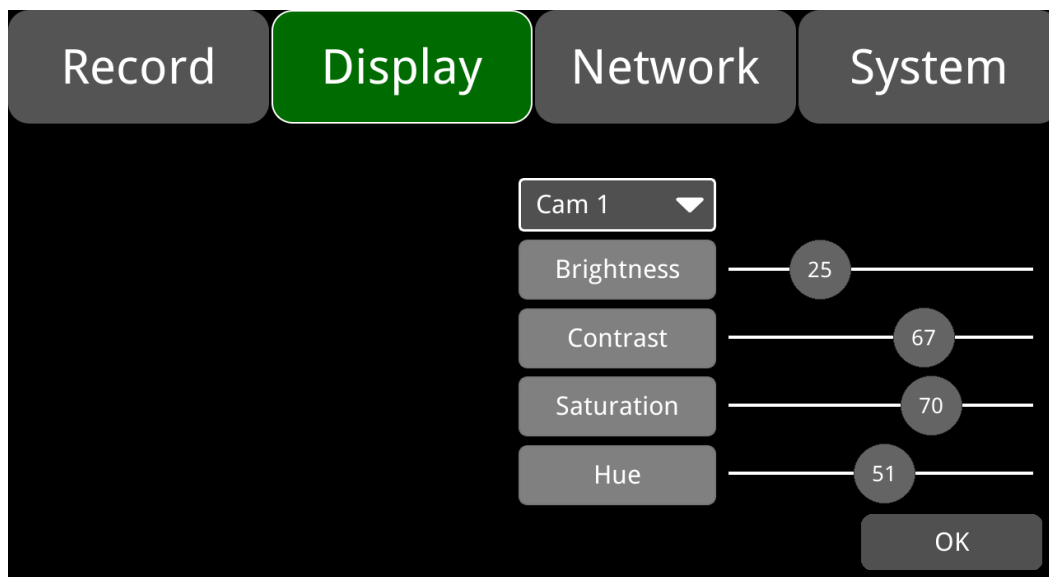 Record Display Network System
Cam 1
Brightness 25
Contrast 67
Saturation 70
Hue 51
OK